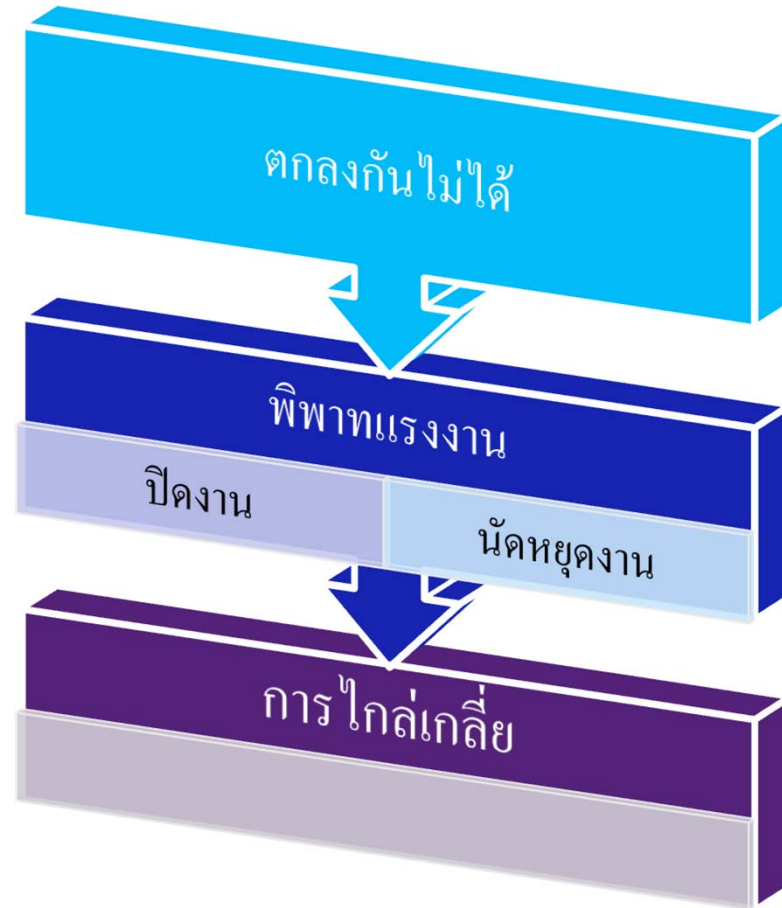 ตกลงกันไม่ได้
พิพาทแรงงาน
ปิดงาน
นัดหยุดงาน
การไกล่เกลี่ย